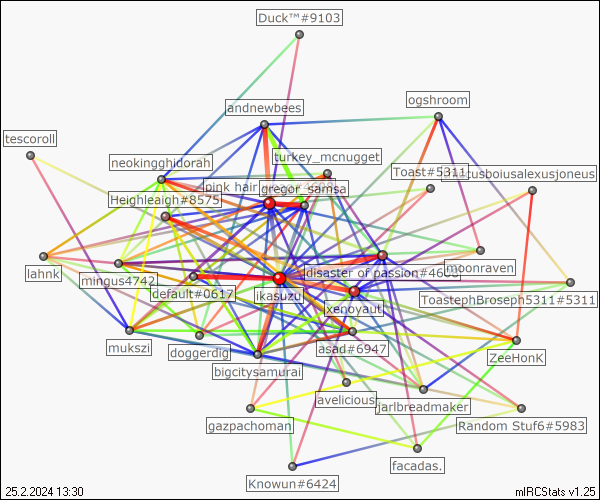 Duck™#9103
andnewbees
ogshroom
tescoroll
turkey_mcnugget
neokingghidorah
Toast#5311
cusboiusalexusjoneus
pink hair
gregor_samsa
Heighleaigh#8575
disaster of passion#4606
moonraven
lahnk
mingus4742
default#0617
ikasuzu
ToastephBroseph5311#5311
xenoyaut
mukszi
doggerdig
asad#6947
ZeeHonK
bigcitysamurai
javelicious
jarlbreadmaker
gazpachoman
Random Stuf6#5983
facadas.
Knowun#6424
25.2.2024 13:30
mIRCStats v1.25